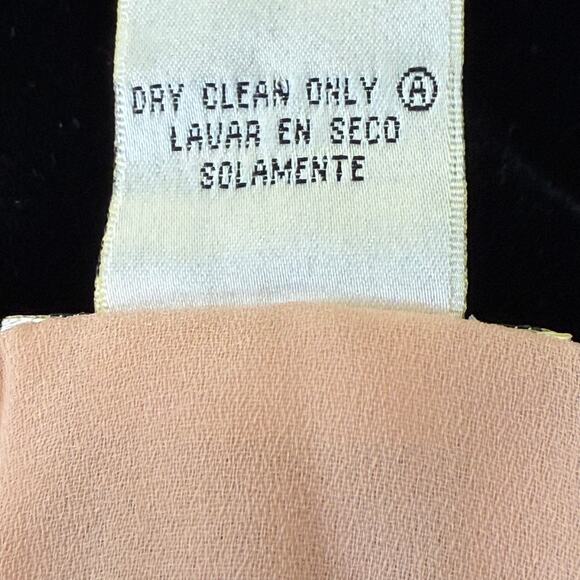 DRY CLEAN ONLY Ⓐ
LAVAR EN SECO
SOLAMENTE